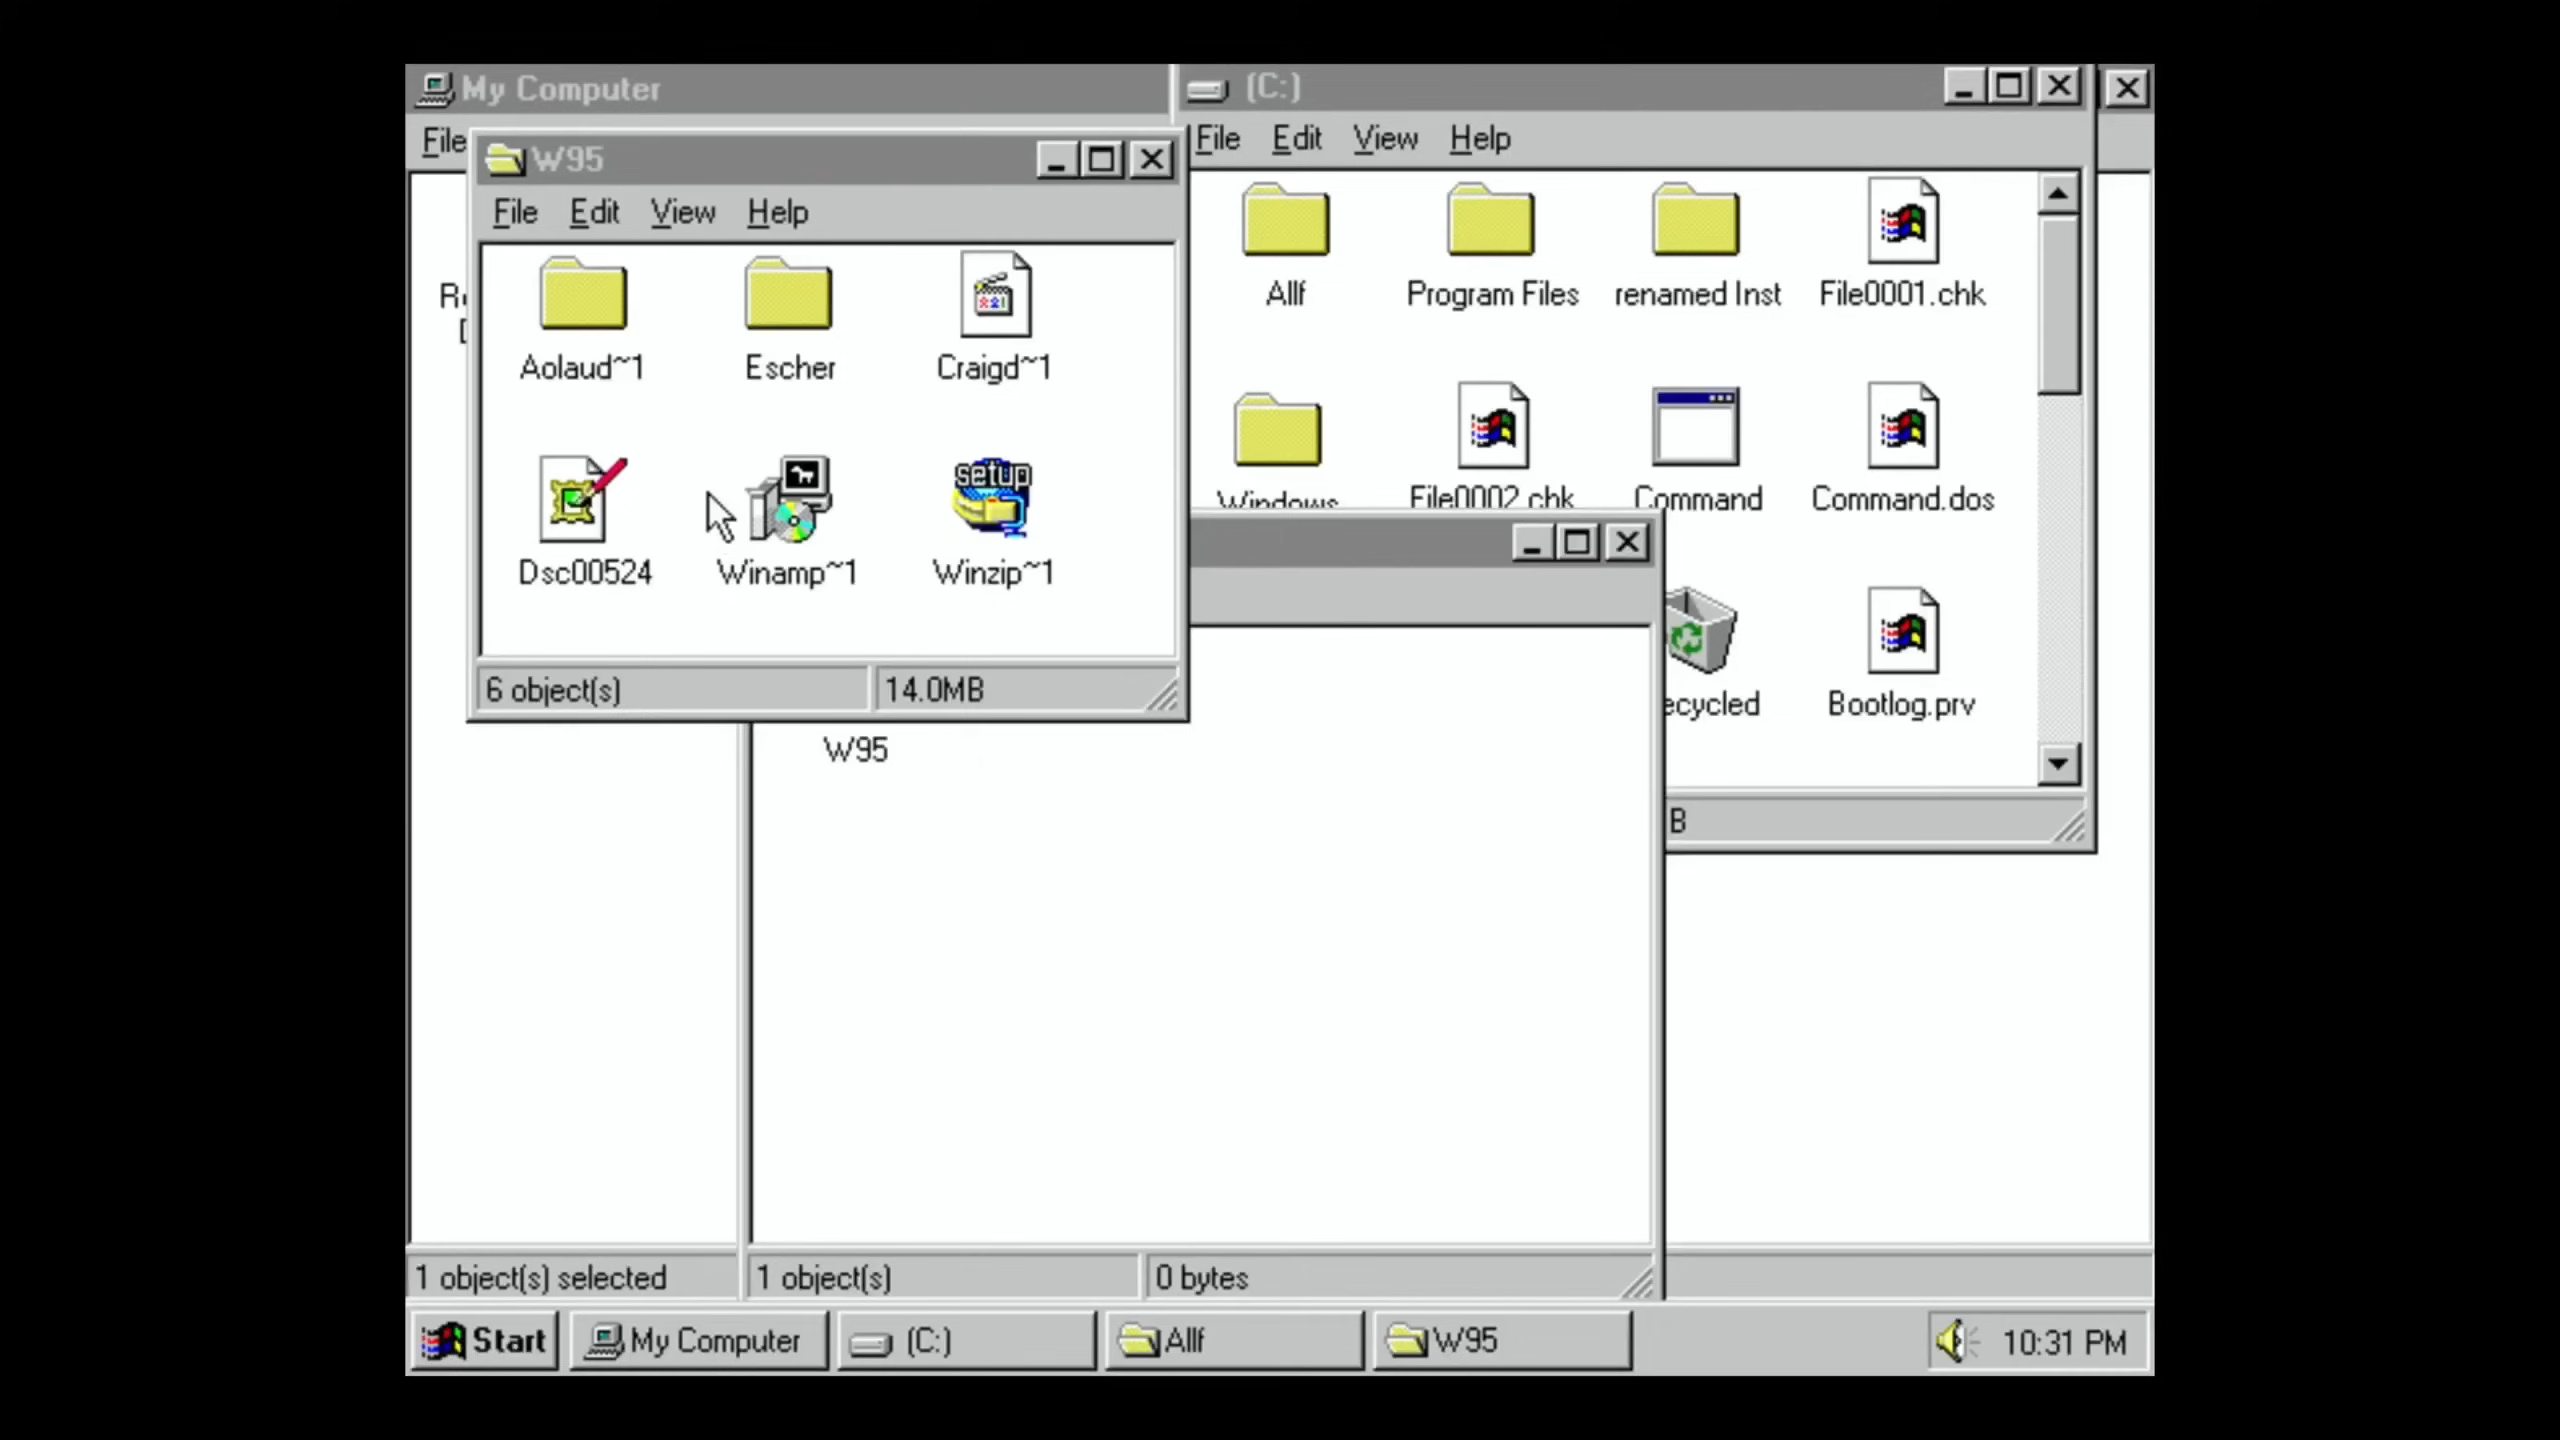 My Computer
(C:)
File
File Edit View Help
W95
File Edit View Help
Allf
Program Files
renamed Inst
File0001.chk
Aolaud~1
Escher
Craigd~1
Windows
File0002.chk
Command
Command.dos
setup
Dsc00524
Winamp~1
Winzip~1
6 object(s)
14.0MB
ecycled
Bootlog.prv
W95
B
1 object(s) selected
1 object(s)
0 bytes
Start
My Computer
(C:)
Allf
W95
10:31 PM